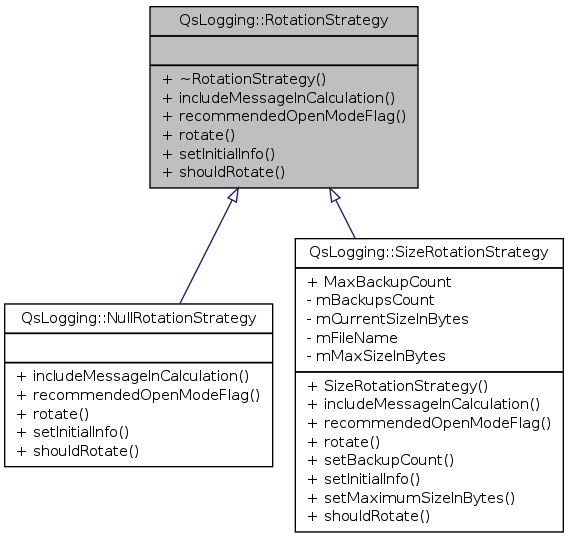 QsLogging::RotationStrategy
+ ~RotationStrategy()
+ includeMessageInCalculation()
+ recommendedOpenModeFlag()
+ rotate()
+ setInitialInfo()
+ shouldRotate()
QsLogging::NullRotationStrategy
+ includeMessageInCalculation()
+ recommendedOpenModeFlag()
+ rotate()
+ setInitialInfo()
+ shouldRotate()
QsLogging::SizeRotationStrategy
+ MaxBackupCount
- mBackupsCount
- mCurrentSizeInBytes
- mFileName
- mMaxSizeInBytes
+ SizeRotationStrategy()
+ includeMessageInCalculation()
+ recommendedOpenModeFlag()
+ rotate()
+ setBackupCount()
+ setInitialInfo()
+ setMaximumSizeInBytes()
+ shouldRotate()